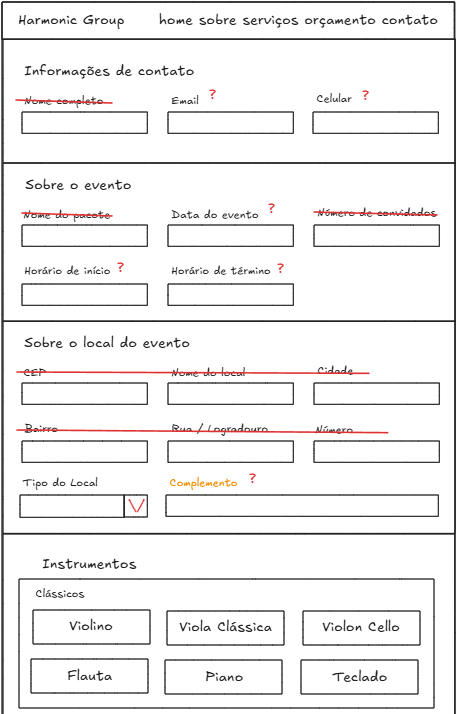 Harmonic Group home sobre serviços orçamento contato
Informações de contato
Nome completo Email ? Celular ?
Sobre o evento
Nome do pacote Data do evento ? Número de convidados
Horário de início ? Horário de término ?
Sobre o local do evento
CEP Nome do local Cidade
Bairro Rua / Logradouro Número
Tipo do Local Complemento ?
Instrumentos
Clássicos
Violino Viola Clássica Violon Cello
Flauta Piano Teclado